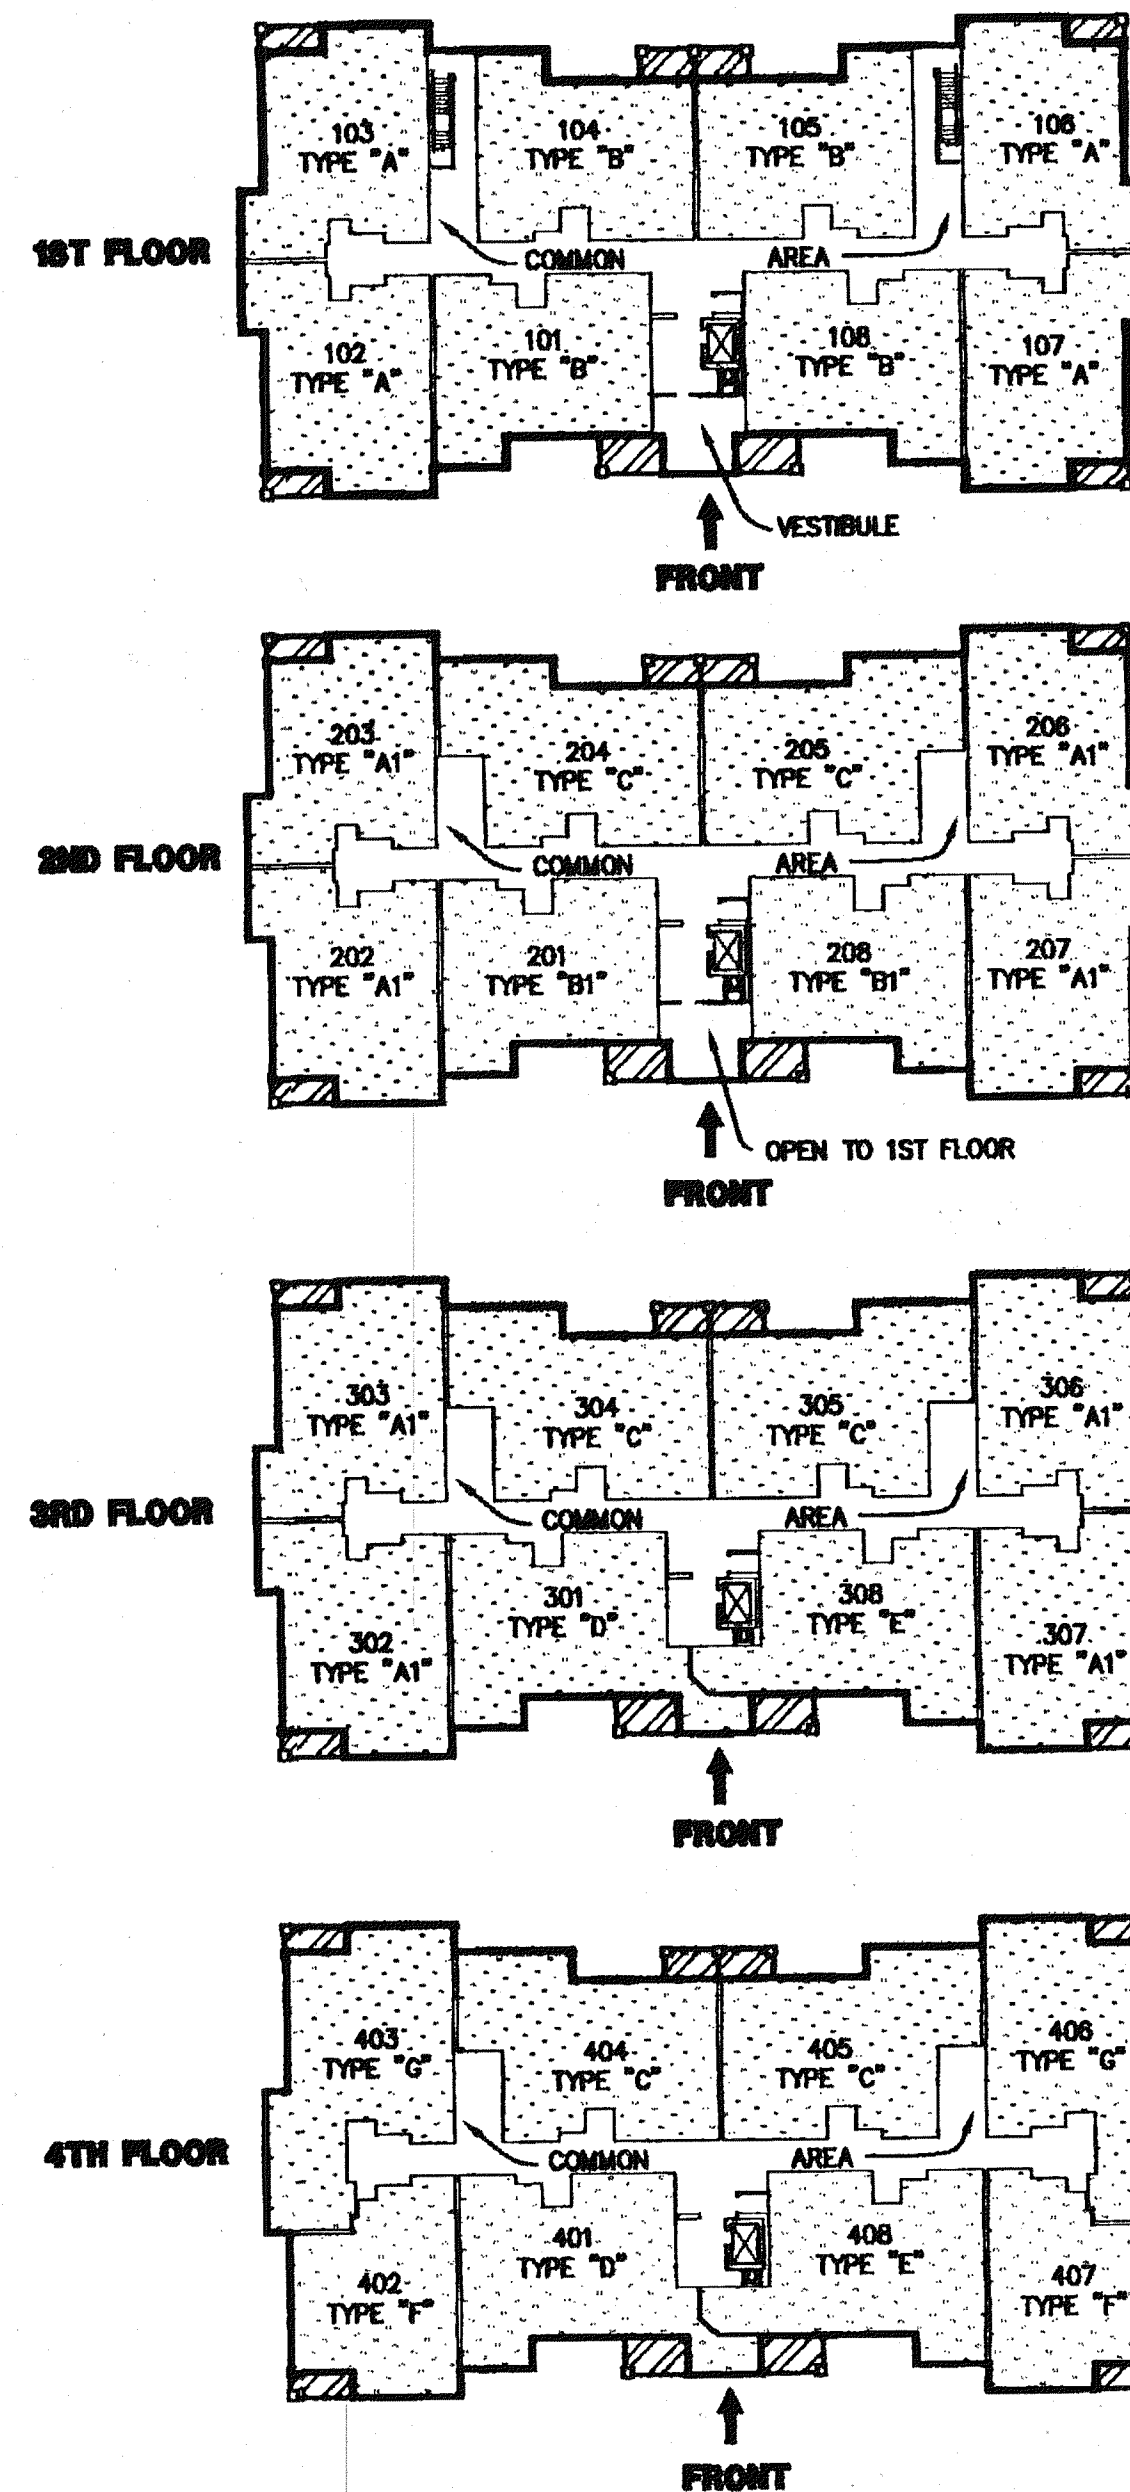 103
TYPE "A"
104
TYPE "B"
105
TYPE "B"
106
TYPE "A"
1ST FLOOR
COMMON
AREA
102
TYPE "A"
101
TYPE "B"
108
TYPE "B"
107
TYPE "A"
VESTIBULE
FRONT
203
TYPE "A1"
204
TYPE "C"
205
TYPE "C"
206
TYPE "A1"
2ND FLOOR
COMMON
AREA
202
TYPE "A1"
201
TYPE "B1"
208
TYPE "B1"
207
TYPE "A1"
OPEN TO 1ST FLOOR
FRONT
303
TYPE "A1"
304
TYPE "C"
305
TYPE "C"
306
TYPE "A1"
3RD FLOOR
COMMON
AREA
302
TYPE "A1"
301
TYPE "D"
308
TYPE "E"
307
TYPE "A1"
FRONT
403
TYPE "G"
404
TYPE "C"
405
TYPE "C"
406
TYPE "G"
4TH FLOOR
COMMON
AREA
402
TYPE "F"
401
TYPE "D"
408
TYPE "E"
407
TYPE "F"
FRONT